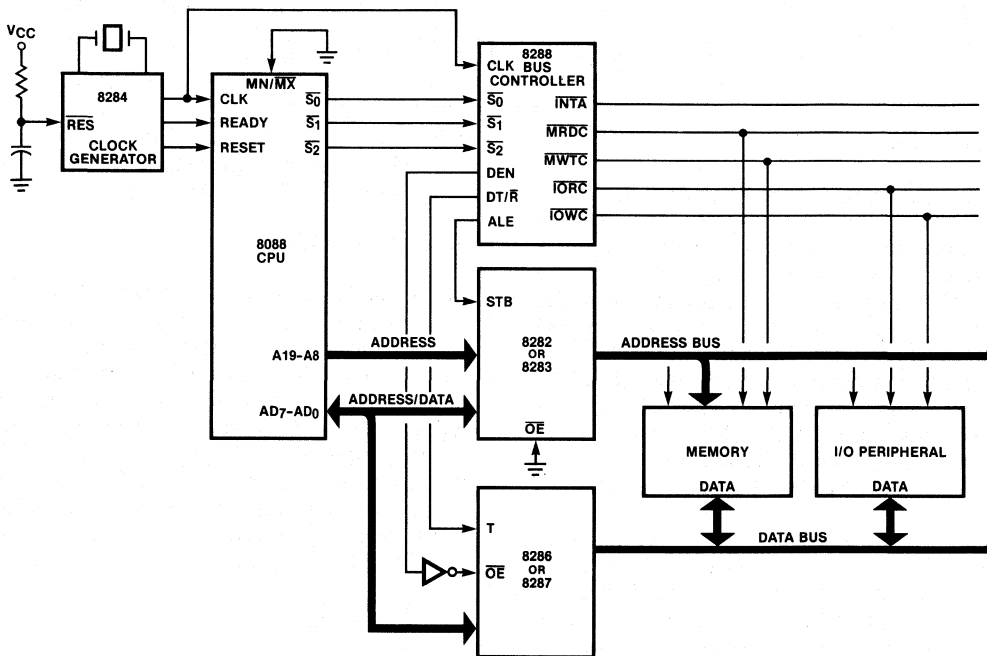 VCC
8284
RES
CLOCK
GENERATOR
MN/MX
CLK
READY
RESET
S0
S1
S2
8088
CPU
A19-A8
AD7-AD0
ADDRESS
ADDRESS/DATA
8288
BUS
CONTROLLER
CLK
S0
S1
S2
DEN
DT/R
ALE
INTA
MRDC
MWTC
IORC
IOWC
STB
8282
OR
8283
OE
ADDRESS BUS
MEMORY
DATA
I/O PERIPHERAL
DATA
DATA BUS
T
OE
8286
OR
8287